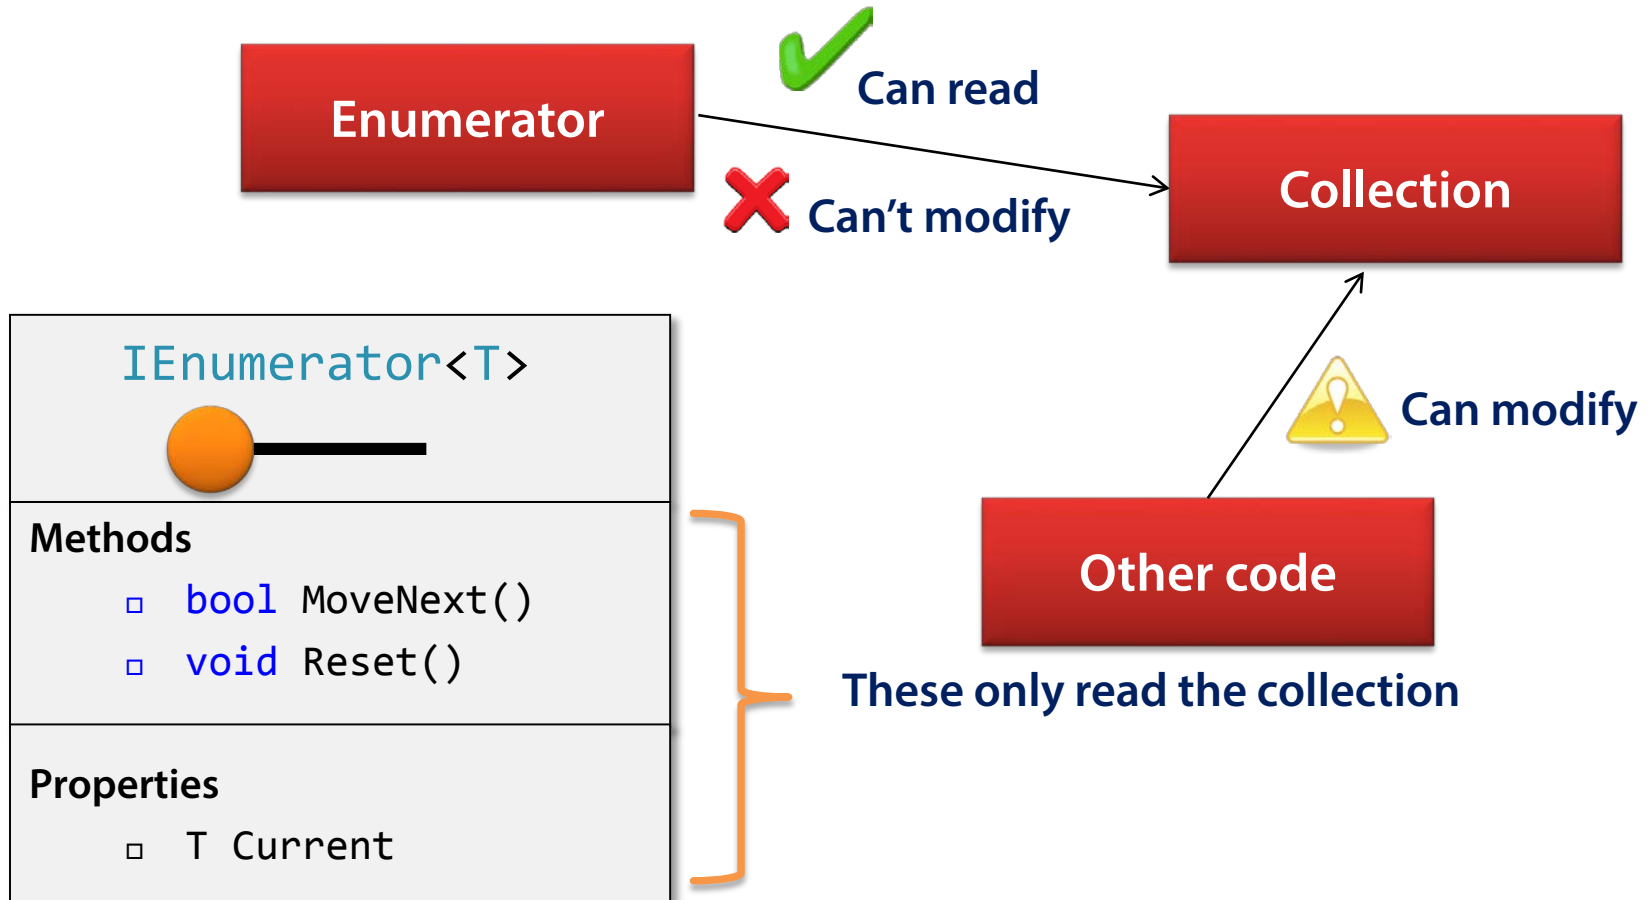 Enumerator
Can read
Can't modify
Collection
IEnumerator<T>
Can modify
Methods
bool MoveNext()
void Reset()
Other code
These only read the collection
Properties
T Current